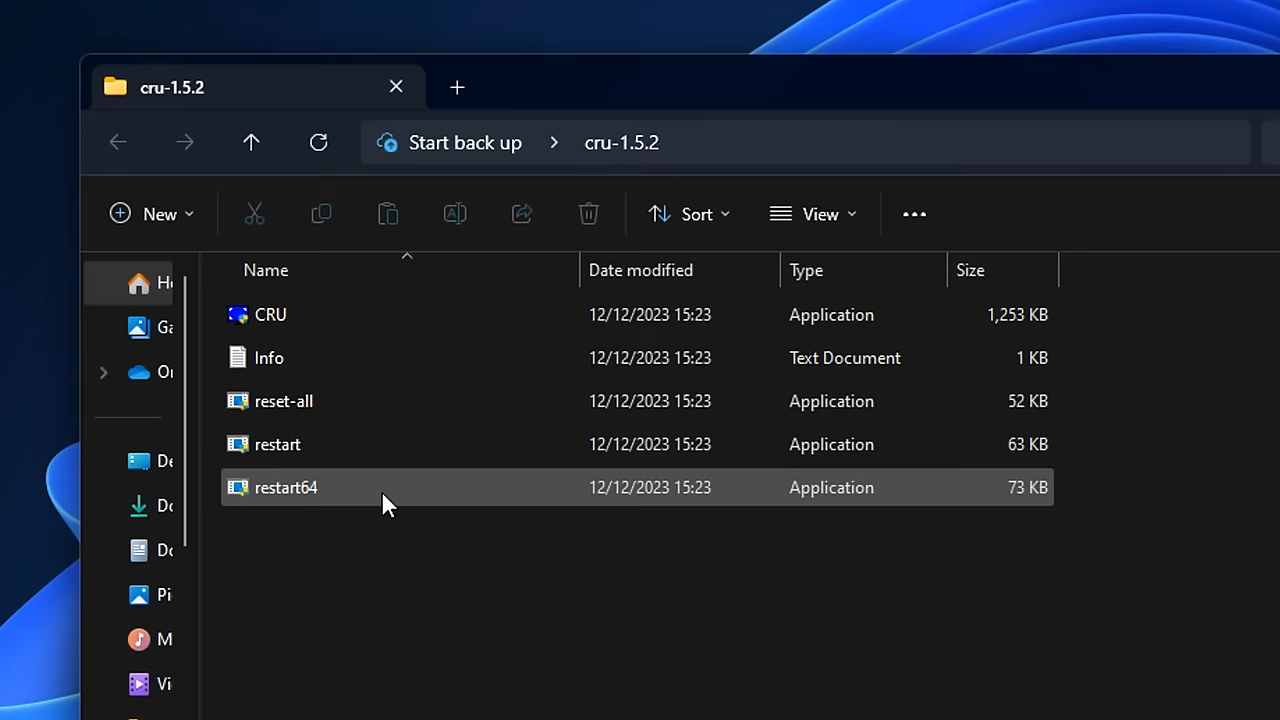 cru-1.5.2
Start back up > cru-1.5.2
New Sort View
Name Date modified Type Size
CRU 12/12/2023 15:23 Application 1,253 KB
Info 12/12/2023 15:23 Text Document 1 KB
reset-all 12/12/2023 15:23 Application 52 KB
restart 12/12/2023 15:23 Application 63 KB
restart64 12/12/2023 15:23 Application 73 KB